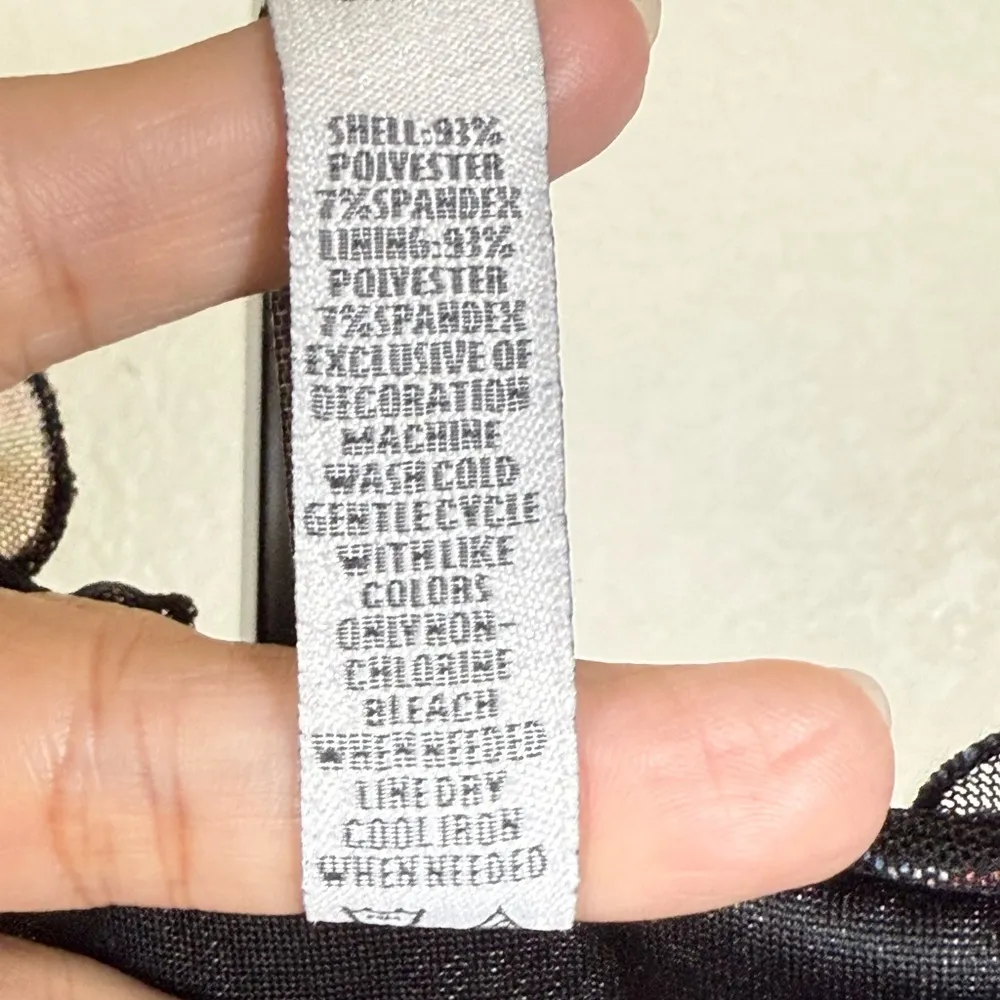 SHELL:93%
POLYESTER
7%SPANDEX
LINING:93%
POLYESTER
7%SPANDEX
EXCLUSIVE OF
DECORATION
MACHINE
WASH COLD
GENTLE CYCLE
WITH LIKE
COLORS
ONLY NON-
CHLORINE
BLEACH
WHEN NEEDED
LINE DRY
COOL IRON
WHEN NEEDED